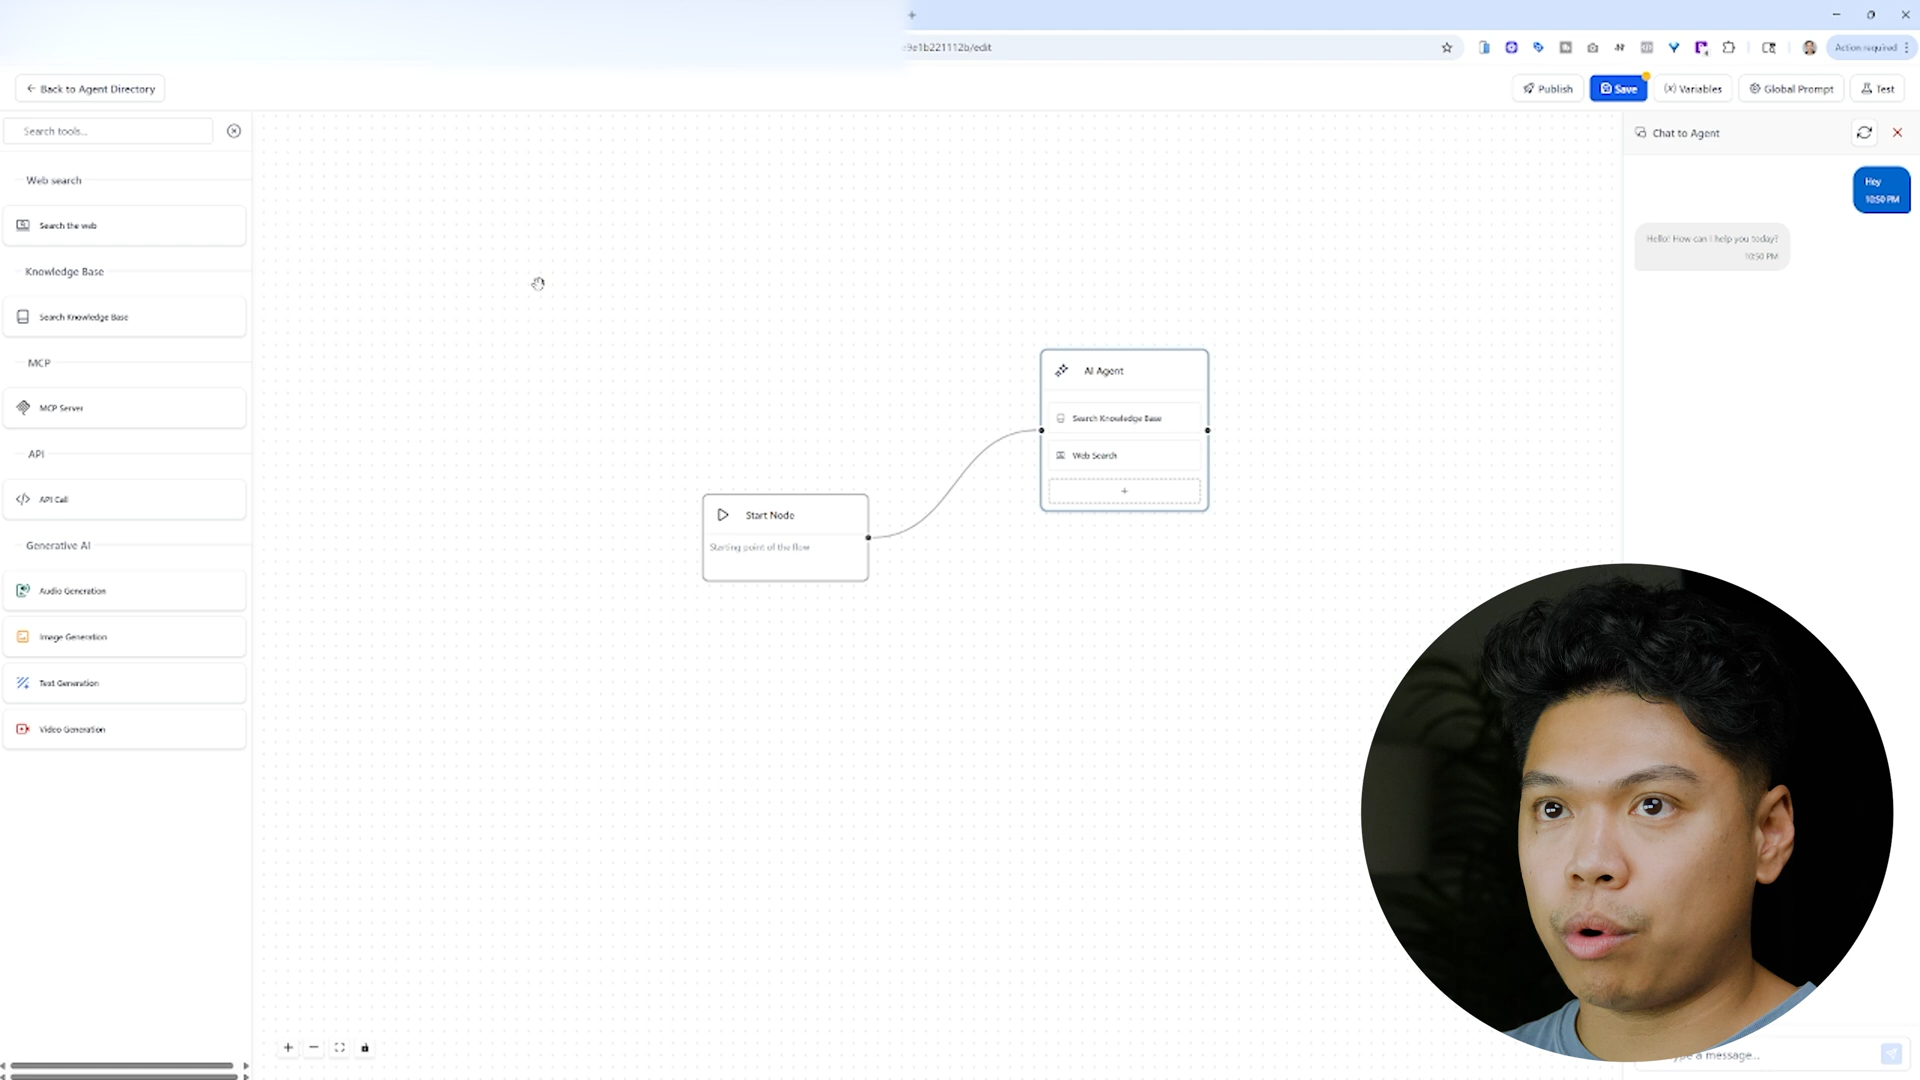 e9e1b221112b/edit
Action required
Back to Agent Directory
Publish
Save
(x) Variables
Global Prompt
Test
Search tools...
Web search
Search the web
Knowledge Base
Search Knowledge Base
MCP
MCP Server
API
API Call
Generative AI
Audio Generation
Image Generation
Text Generation
Video Generation
Start Node
Starting point of the flow
AI Agent
Search Knowledge Base
Web Search
Chat to Agent
Hey
10:50 PM
Hello! How can I help you today?
10:50 PM
a message...